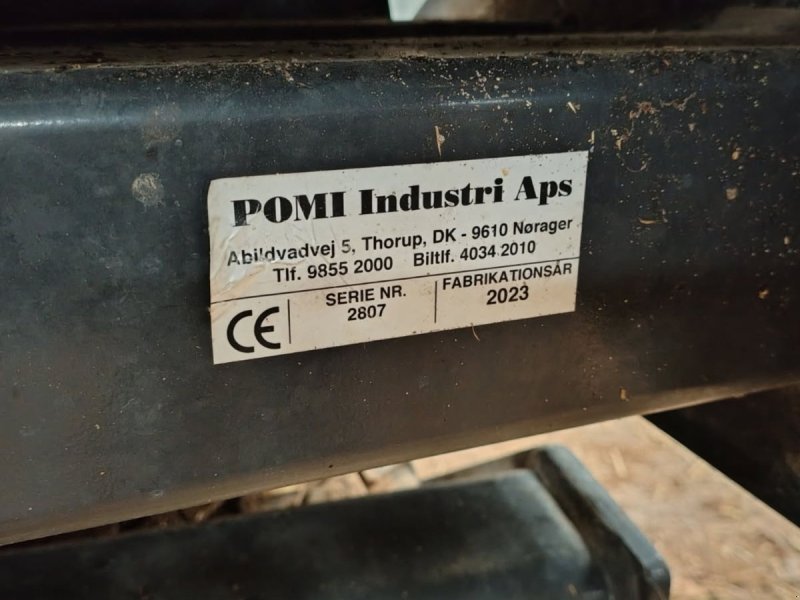 POMI Industri Aps
Abildvadvej 5, Thorup, DK - 9610 Nørager
Tlf. 9855 2000 Biltlf. 4034 2010
CE
SERIE NR.
2807
FABRIKATIONSÅR
2023